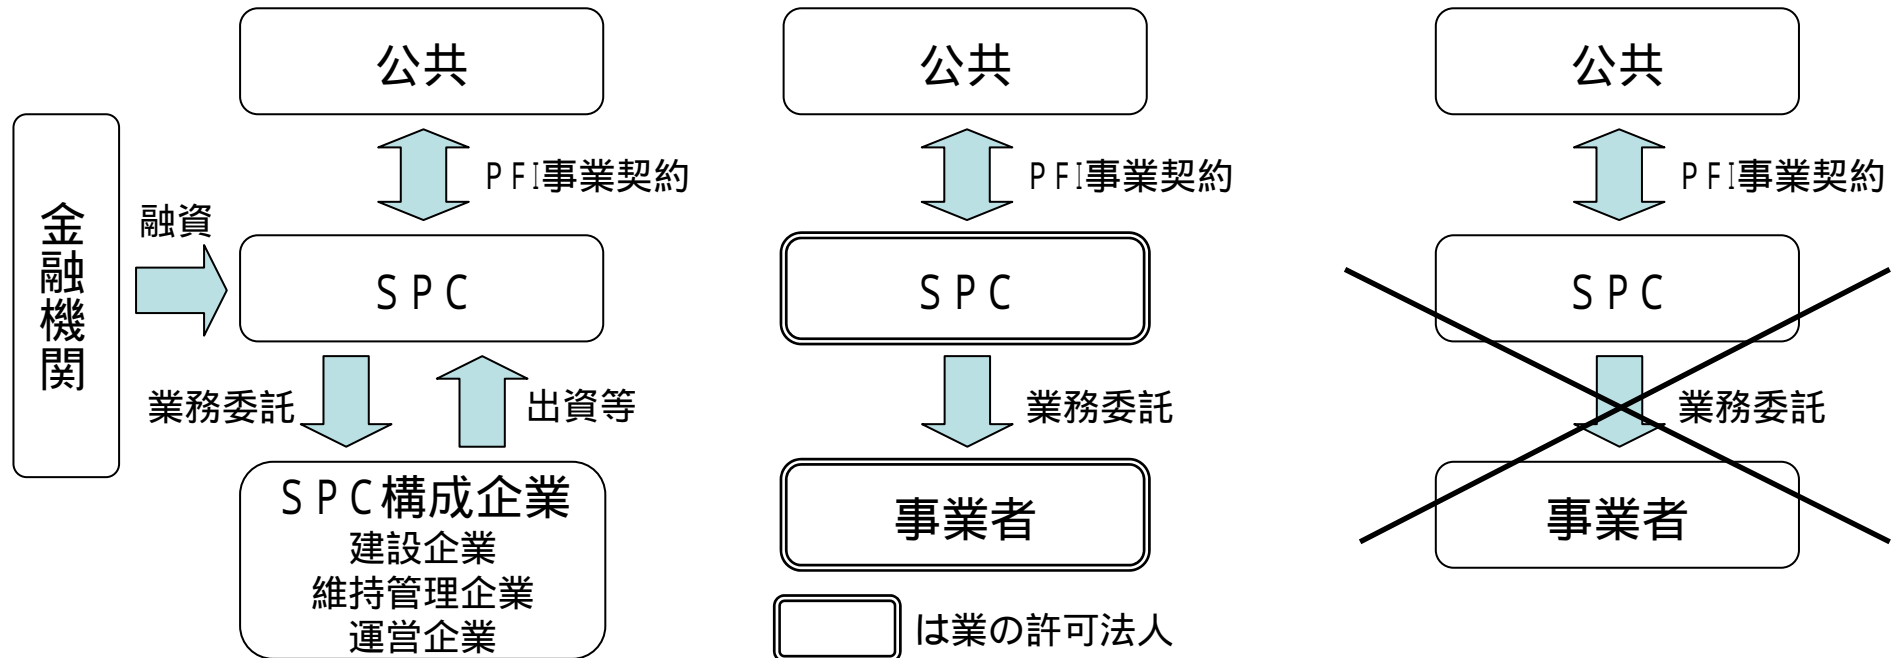 公共
PFI事業契約
金融機関
融資
SPC
業務委託
出資等
SPC構成企業
建設企業
維持管理企業
運営企業
公共
PFI事業契約
SPC
業務委託
事業者
は業の許可法人
公共
PFI事業契約
SPC
業務委託
事業者